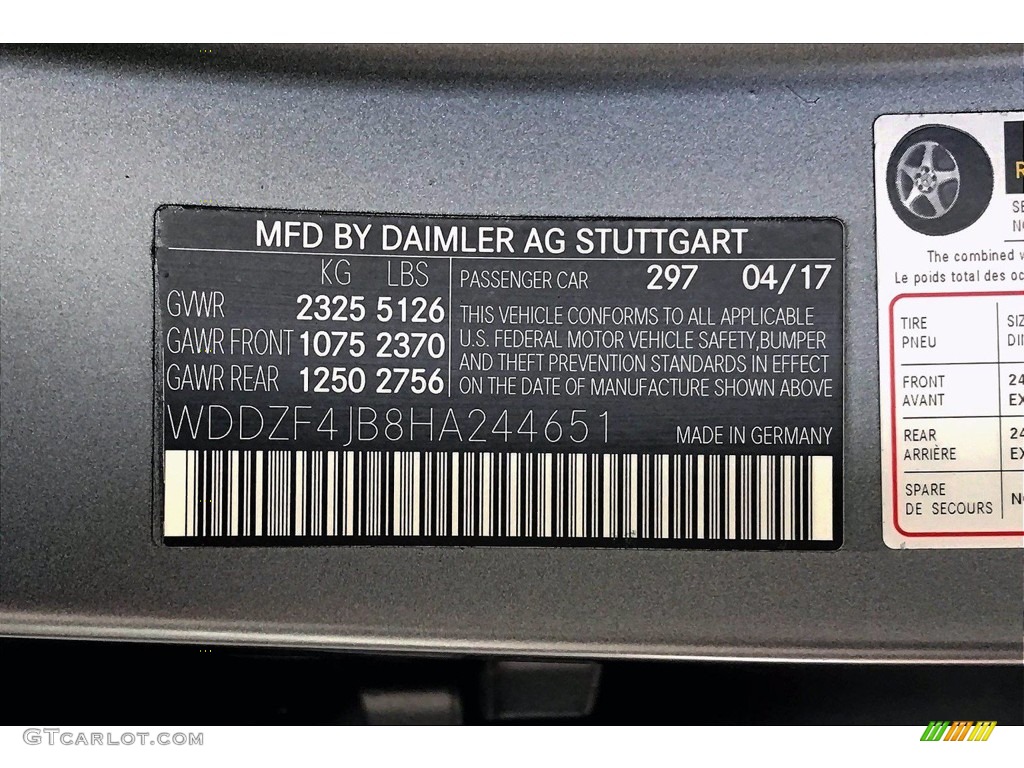 MFD BY DAIMLER AG STUTTGART
KG LBS
GVWR 2325 5126
GAWR FRONT 1075 2370
GAWR REAR 1250 2756
PASSENGER CAR 297 04/17
THIS VEHICLE CONFORMS TO ALL APPLICABLE
U.S. FEDERAL MOTOR VEHICLE SAFETY,BUMPER
AND THEFT PREVENTION STANDARDS IN EFFECT
ON THE DATE OF MANUFACTURE SHOWN ABOVE
WDDZF4JB8HA244651
MADE IN GERMANY
The combined
Le poids total des
TIRE
PNEU
FRONT 24
AVANT
REAR 24
ARRIÈRE
SPARE
DE SECOURS
GTCARLOT.COM